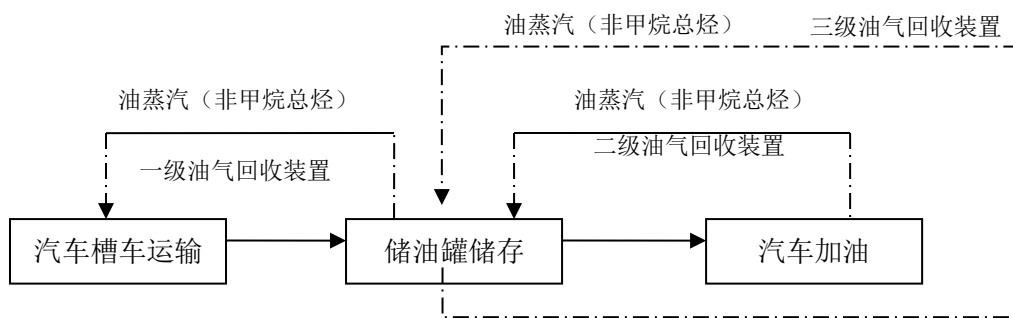 油蒸汽（非甲烷总烃）
三级油气回收装置
油蒸汽（非甲烷总烃）
油蒸汽（非甲烷总烃）
一级油气回收装置
二级油气回收装置
汽车槽车运输
储油罐储存
汽车加油